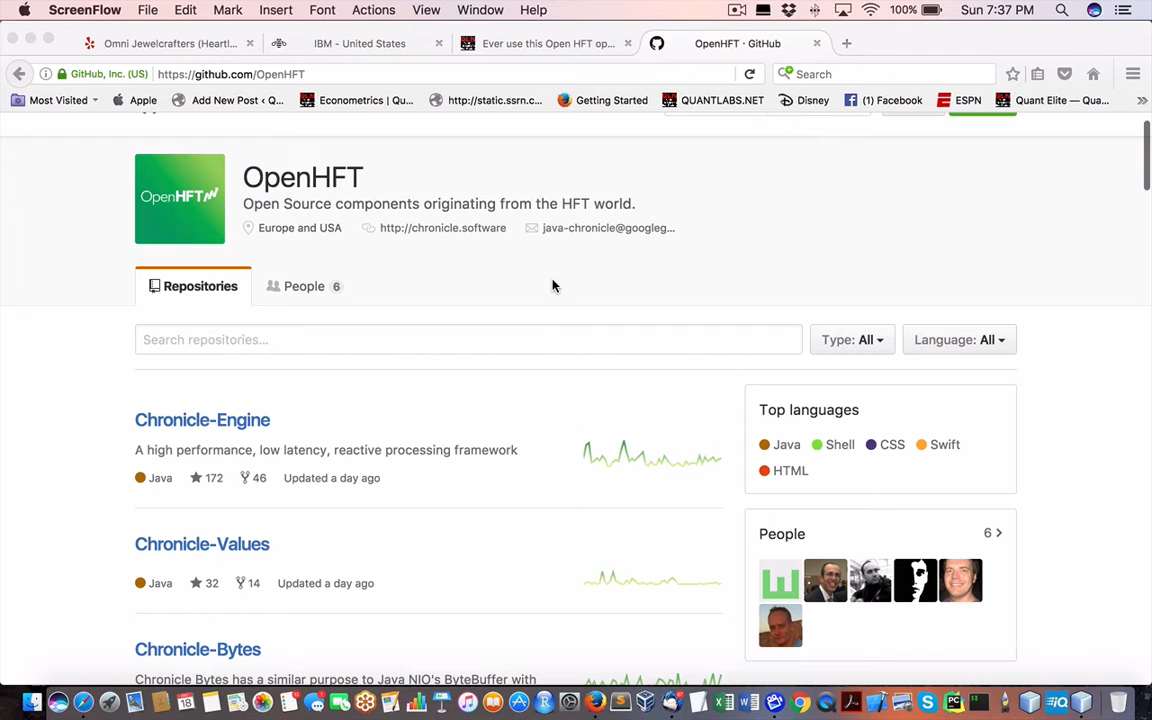 ScreenFlow File Edit Mark Insert Font Actions View Window Help 100% Sun 7:37 PM
Omni Jewelcrafters (Heartl... IBM - United States Ever use this Open HFT op... OpenHFT · GitHub
GitHub, Inc. (US) https://github.com/OpenHFT Search
Most Visited Apple Add New Post ‹ Q... Econometrics | Qu... http://static.ssrn.c... Getting Started QUANTLABS.NET Disney (1) Facebook ESPN Quant Elite — Qu...
OpenHFT
OpenHFT
Open Source components originating from the HFT world.
Europe and USA http://chronicle.software java-chronicle@googleg...
Repositories People 6
Search repositories... Type: All Language: All
Chronicle-Engine
A high performance, low latency, reactive processing framework
Java 172 46 Updated a day ago
Top languages
Java Shell CSS Swift
HTML
Chronicle-Values
Java 32 14 Updated a day ago
People 6
Chronicle-Bytes
Chronicle Bytes has a similar purpose to Java NIO's ByteBuffer with